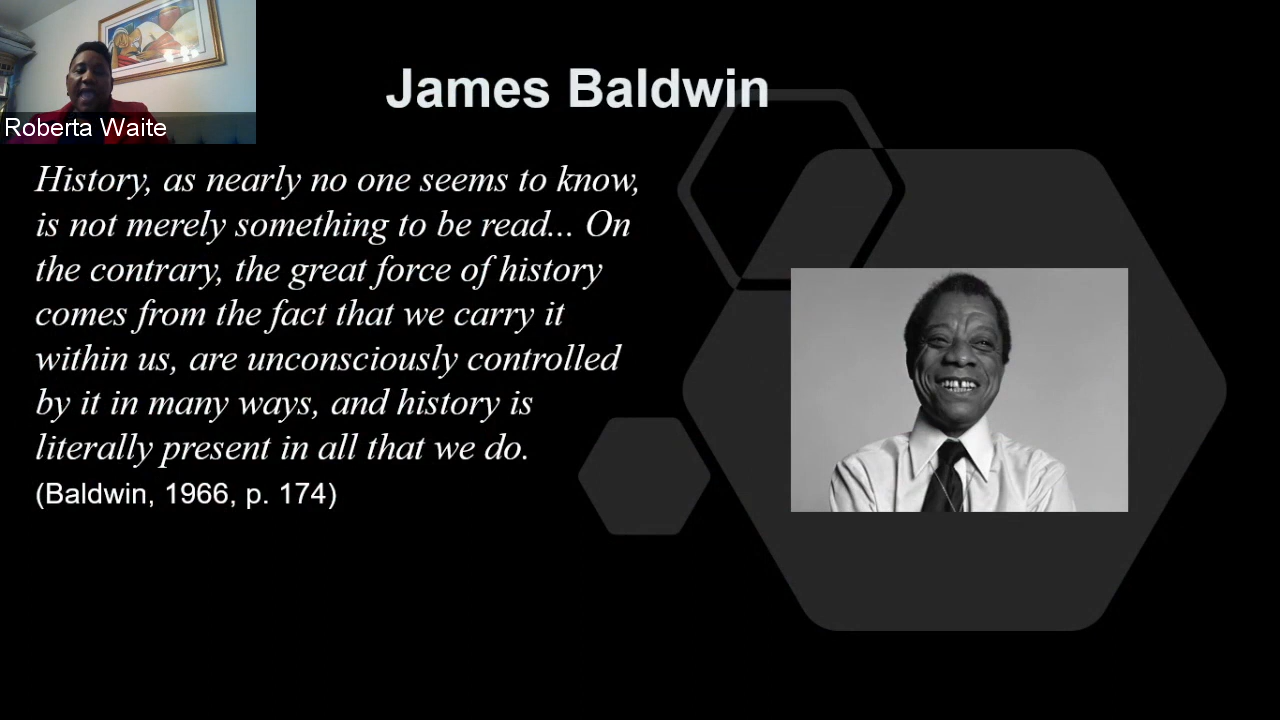 Roberta Waite
James Baldwin
History, as nearly no one seems to know,
is not merely something to be read... On
the contrary, the great force of history
comes from the fact that we carry it
within us, are unconsciously controlled
by it in many ways, and history is
literally present in all that we do.
(Baldwin, 1966, p. 174)